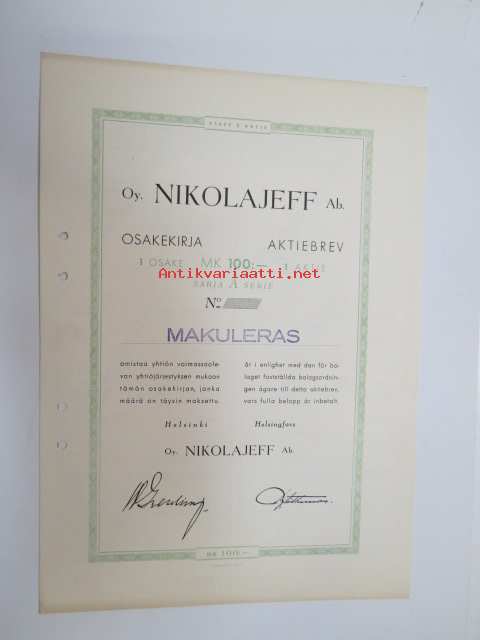 Oy. NIKOLAJEFF Ab.
OSAKEKIRJA AKTIEBREV
1 OSAKE MK 100:— 1 AKTIE
Antikvariaatti.net
SARJA A SERIE
No
MAKULERAS
omistaa yhtiön voimassaole-
van yhtiöjärjestyksen mukaan
tämän osakekirjan, jonka
määrä on täysin maksettu.
är i enlighet med den för bo-
laget fastställda bolagsordnin-
gen ägare till detta aktiebrev,
vars fulla belopp är inbetalt.
Helsinki Helsingfors
Oy. NIKOLAJEFF Ab.
MK 100:—